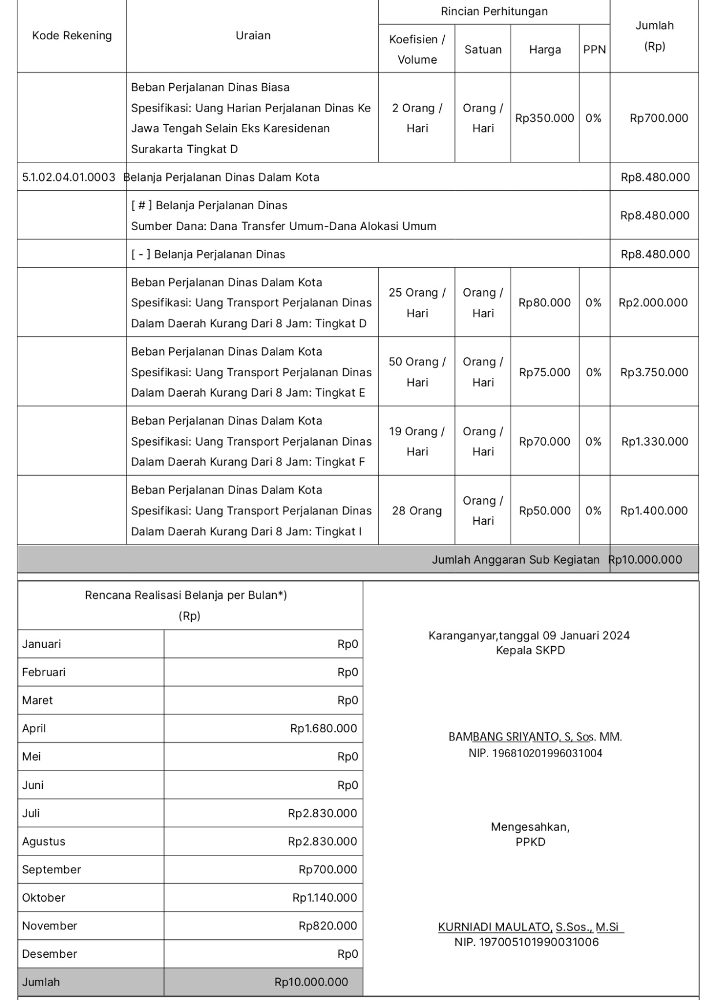 Kode Rekening
Uraian
Rincian Perhitungan
Jumlah
(Rp)
Koefisien /
Volume
Satuan
Harga
PPN
Beban Perjalanan Dinas Biasa
Spesifikasi: Uang Harian Perjalanan Dinas Ke
Jawa Tengah Selain Eks Karesidenan
Surakarta Tingkat D
2 Orang /
Hari
Orang /
Hari
Rp350.000
0%
Rp700.000
5.1.02.04.01.0003 Belanja Perjalanan Dinas Dalam Kota
Rp8.480.000
[ # ] Belanja Perjalanan Dinas
Sumber Dana: Dana Transfer Umum-Dana Alokasi Umum
Rp8.480.000
[ - ] Belanja Perjalanan Dinas
Rp8.480.000
Beban Perjalanan Dinas Dalam Kota
Spesifikasi: Uang Transport Perjalanan Dinas
Dalam Daerah Kurang Dari 8 Jam: Tingkat D
25 Orang /
Hari
Orang /
Hari
Rp80.000
0%
Rp2.000.000
Beban Perjalanan Dinas Dalam Kota
Spesifikasi: Uang Transport Perjalanan Dinas
Dalam Daerah Kurang Dari 8 Jam: Tingkat E
50 Orang /
Hari
Orang /
Hari
Rp75.000
0%
Rp3.750.000
Beban Perjalanan Dinas Dalam Kota
Spesifikasi: Uang Transport Perjalanan Dinas
Dalam Daerah Kurang Dari 8 Jam: Tingkat F
19 Orang /
Hari
Orang /
Hari
Rp70.000
0%
Rp1.330.000
Beban Perjalanan Dinas Dalam Kota
Spesifikasi: Uang Transport Perjalanan Dinas
Dalam Daerah Kurang Dari 8 Jam: Tingkat I
28 Orang
Orang /
Hari
Rp50.000
0%
Rp1.400.000
Jumlah Anggaran Sub Kegiatan Rp10.000.000
Rencana Realisasi Belanja per Bulan*)
(Rp)
Januari Rp0
Februari Rp0
Maret Rp0
April Rp1.680.000
Mei Rp0
Juni Rp0
Juli Rp2.830.000
Agustus Rp2.830.000
September Rp700.000
Oktober Rp1.140.000
November Rp820.000
Desember Rp0
Jumlah Rp10.000.000
Karanganyar,tanggal 09 Januari 2024
Kepala SKPD
BAMBANG SRIYANTO, S, Sos. MM.
NIP. 196810201996031004
Mengesahkan,
PPKD
KURNIADI MAULATO, S.Sos., M.Si
NIP. 197005101990031006